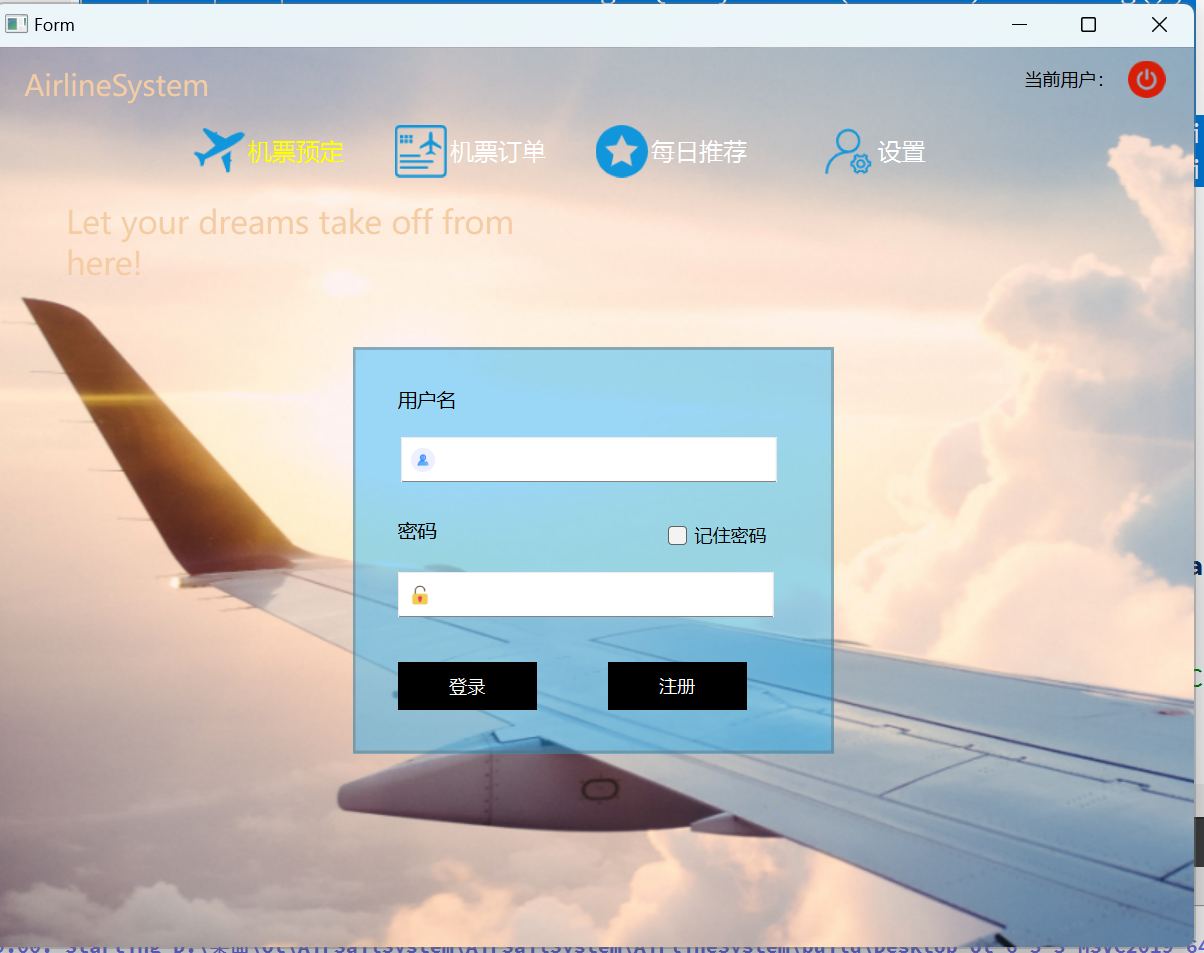 Form
AirlineSystem
当前用户：
机票预定 机票订单 每日推荐 设置
Let your dreams take off from
here!
用户名
密码
记住密码
登录 注册